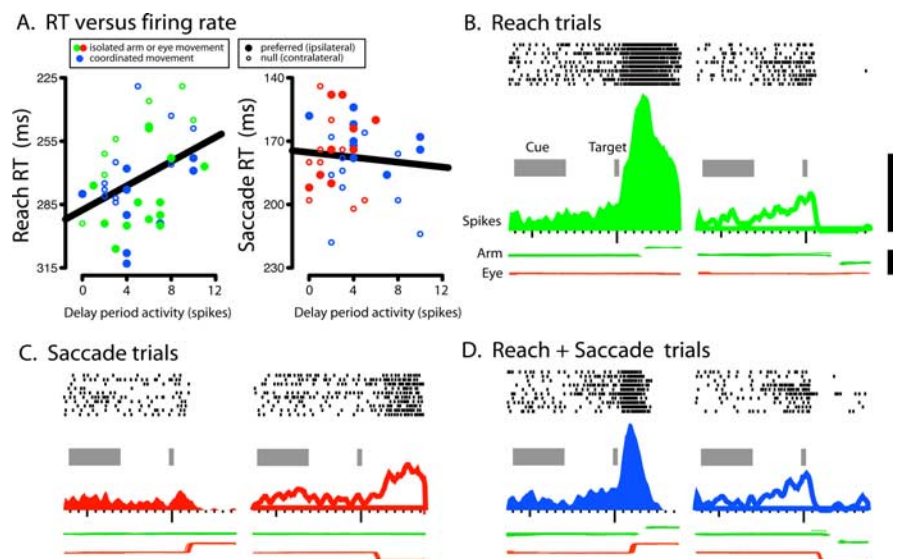 A. RT versus firing rate
isolated arm or eye movement
coordinated movement
preferred (ipsilateral)
null (contralateral)
Reach RT (ms)
225
255
285
315
0 4 8 12
Delay period activity (spikes)
Saccade RT (ms)
140
170
200
230
0 4 8 12
Delay period activity (spikes)
B. Reach trials
Cue
Target
Spikes
Arm
Eye
C. Saccade trials
D. Reach + Saccade trials